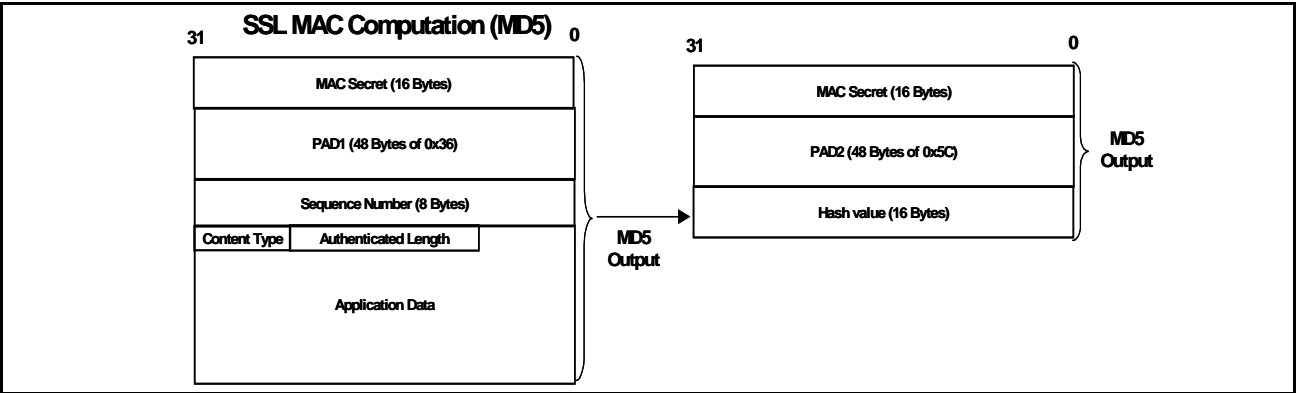 SSL MAC Computation (MD5)
31
0
MAC Secret (16 Bytes)
PAD1 (48 Bytes of 0x36)
Sequence Number (8 Bytes)
Content Type
Authenticated Length
Application Data
MD5
Output
31
0
MAC Secret (16 Bytes)
PAD2 (48 Bytes of 0x5C)
Hash value (16 Bytes)
MD5
Output